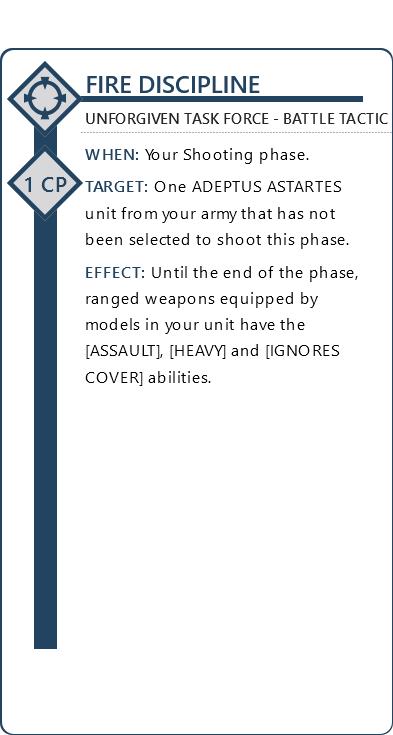 FIRE DISCIPLINE
UNFORGIVEN TASK FORCE - BATTLE TACTIC
1 CP
WHEN: Your Shooting phase.
TARGET: One ADEPTUS ASTARTES
unit from your army that has not
been selected to shoot this phase.
EFFECT: Until the end of the phase,
ranged weapons equipped by
models in your unit have the
[ASSAULT], [HEAVY] and [IGNORES
COVER] abilities.